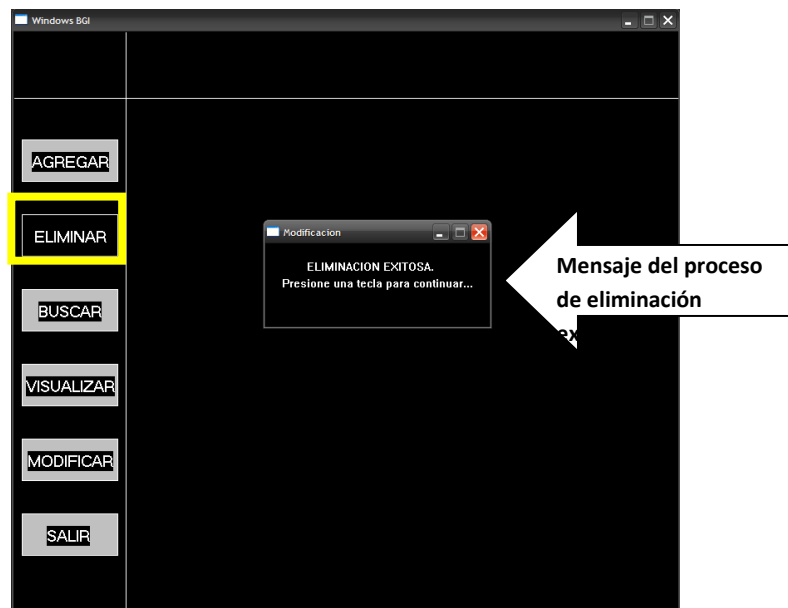 Windows BGI
AGREGAR
ELIMINAR
Modificacion
ELIMINACION EXITOSA.
Presione una tecla para continuar...
Mensaje del proceso
de eliminación
BUSCAR
VISUALIZAR
MODIFICAR
SALIR